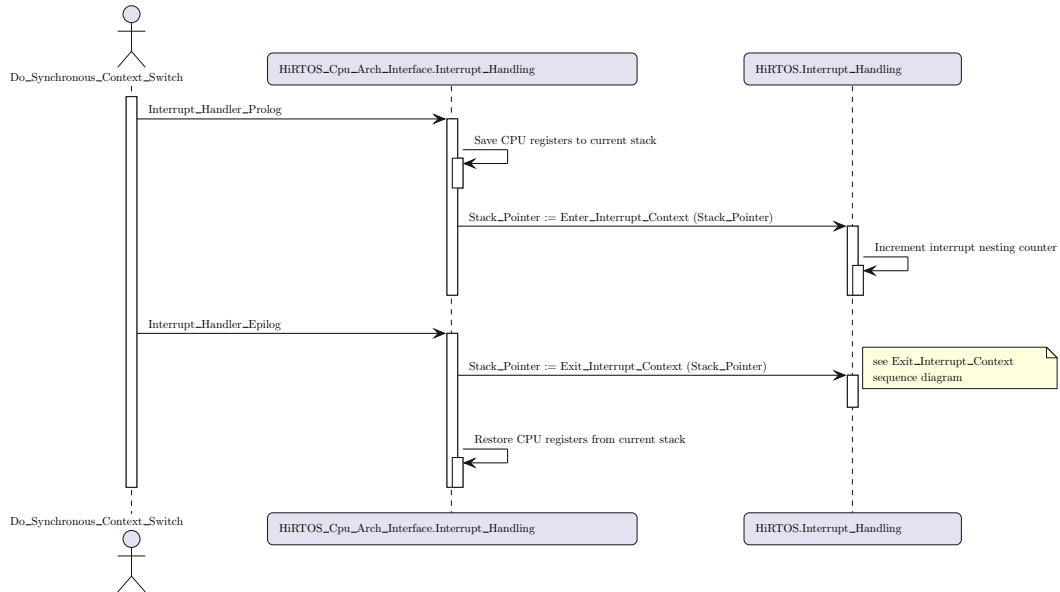 Do_Synchronous_Context_Switch
HiRTOS_Cpu_Arch_Interface.Interrupt_Handling
HiRTOS.Interrupt_Handling
Interrupt_Handler_Prolog
Save CPU registers to current stack
Stack_Pointer := Enter_Interrupt_Context (Stack_Pointer)
Increment interrupt nesting counter
Interrupt_Handler_Epilog
see Exit_Interrupt_Context
sequence diagram
Stack_Pointer := Exit_Interrupt_Context (Stack_Pointer)
Restore CPU registers from current stack
Do_Synchronous_Context_Switch
HiRTOS_Cpu_Arch_Interface.Interrupt_Handling
HiRTOS.Interrupt_Handling